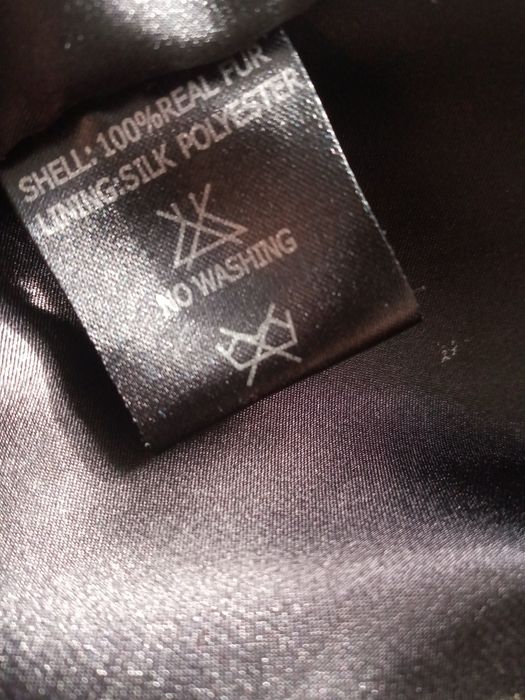 SHELL: 100%REAL FUR
LINING:SILK POLYESTER
NO WASHING